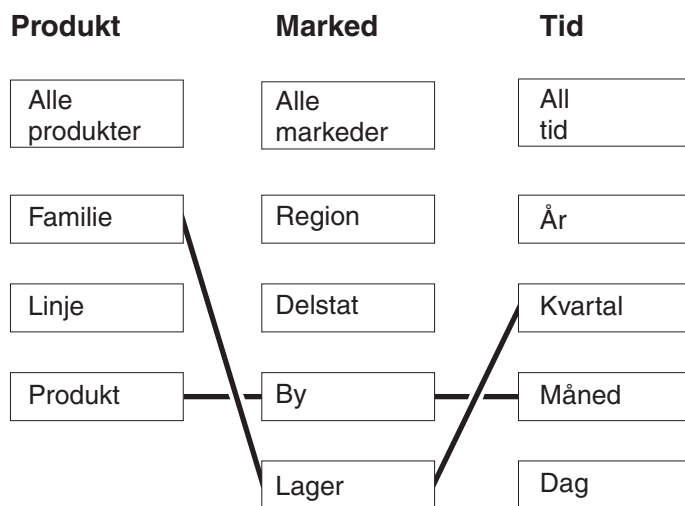 Produkt
Marked
Tid
Alle
produkter
Alle
markeder
All
tid
Familie
Region
År
Linje
Delstat
Kvartal
Produkt
By
Måned
Lager
Dag